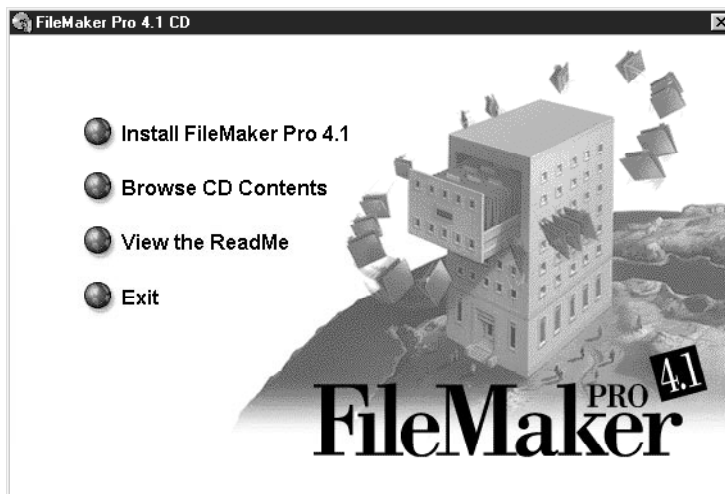 FileMaker Pro 4.1 CD
Install FileMaker Pro 4.1
Browse CD Contents
View the ReadMe
Exit
PRO 4.1
FileMaker